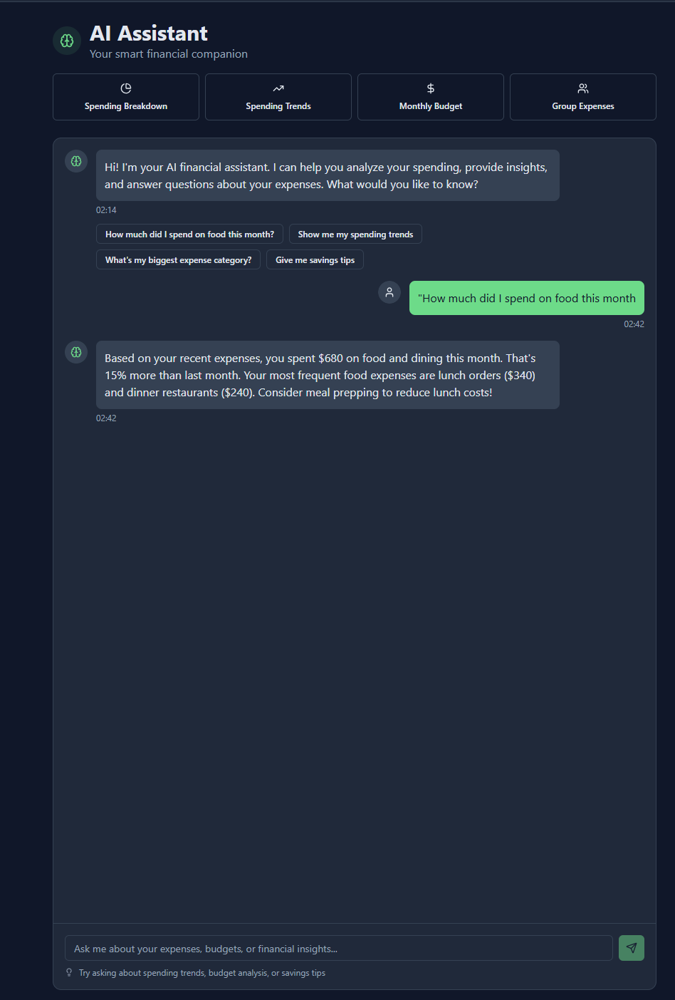 AI Assistant
Your smart financial companion
Spending Breakdown
Spending Trends
Monthly Budget
Group Expenses
Hi! I'm your AI financial assistant. I can help you analyze your spending, provide insights,
and answer questions about your expenses. What would you like to know?
02:14
How much did I spend on food this month?
Show me my spending trends
What's my biggest expense category?
Give me savings tips
"How much did I spend on food this month
02:42
Based on your recent expenses, you spent $680 on food and dining this month. That's
15% more than last month. Your most frequent food expenses are lunch orders ($340)
and dinner restaurants ($240). Consider meal prepping to reduce lunch costs!
02:42
Ask me about your expenses, budgets, or financial insights...
Try asking about spending trends, budget analysis, or savings tips